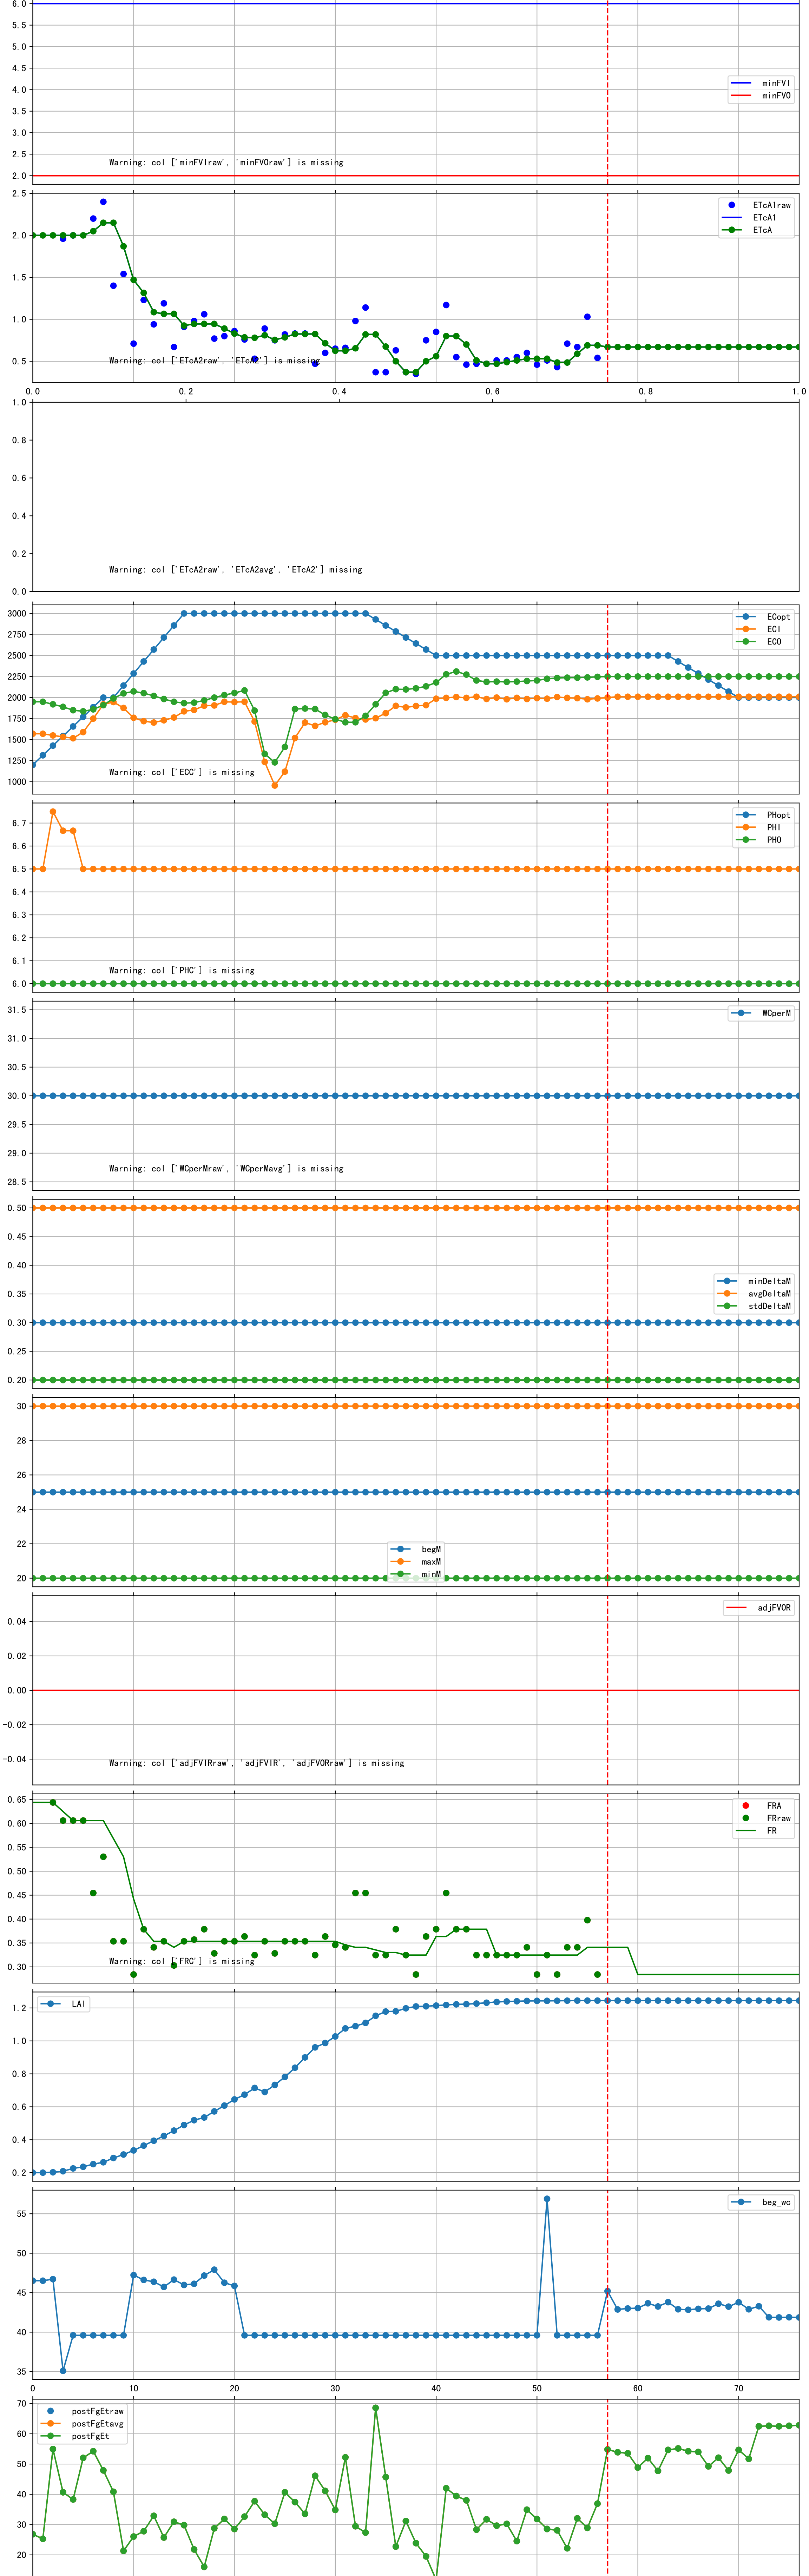 6.0
5.5
5.0
4.5
4.0
3.5
3.0
2.5
2.0
minFVI
minFVO
Warning: col ['minFVIraw', 'minFVOraw'] is missing
2.5
2.0
1.5
1.0
0.5
ETcA1raw
ETcA1
ETcA
Warning: col ['ETcA2raw', 'ETcA2'] is missing
0.0 0.2 0.4 0.6 0.8 1.0
1.0
0.8
0.6
0.4
0.2
0.0
Warning: col ['ETcA2raw', 'ETcA2avg', 'ETcA2'] missing
3000
2750
2500
2250
2000
1750
1500
1250
1000
ECopt
ECI
ECO
Warning: col ['ECC'] is missing
6.7
6.6
6.5
6.4
6.3
6.2
6.1
6.0
PHopt
PHI
PHO
Warning: col ['PHC'] is missing
31.5
31.0
30.5
30.0
29.5
29.0
28.5
WCperM
Warning: col ['WCperMraw', 'WCperMavg'] is missing
0.50
0.45
0.40
0.35
0.30
0.25
0.20
minDeltaM
avgDeltaM
stdDeltaM
30
28
26
24
22
20
begM
maxM
minM
0.04
0.02
0.00
−0.02
−0.04
adjFVOR
Warning: col ['adjFVIRraw', 'adjFVIR', 'adjFVORraw'] is missing
0.65
0.60
0.55
0.50
0.45
0.40
0.35
0.30
FRA
FRraw
FR
Warning: col ['FRC'] is missing
1.2
1.0
0.8
0.6
0.4
0.2
LAI
55
50
45
40
35
beg_wc
0 10 20 30 40 50 60 70
70
60
50
40
30
20
postFgEtraw
postFgEtavg
postFgEt